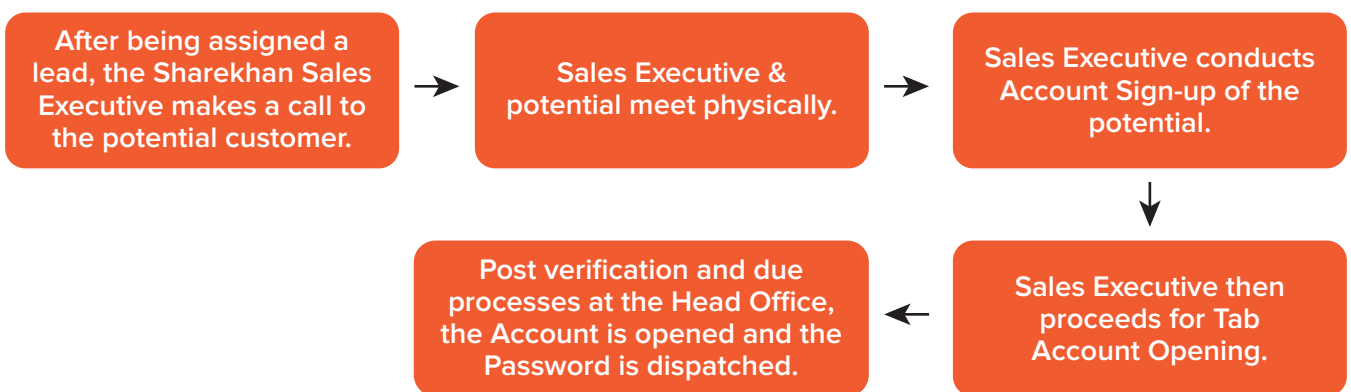 After being assigned a
lead, the Sharekhan Sales
Executive makes a call to
the potential customer.
Sales Executive &
potential meet physically.
Sales Executive conducts
Account Sign-up of the
potential.
Sales Executive then
proceeds for Tab
Account Opening.
Post verification and due
processes at the Head Office,
the Account is opened and the
Password is dispatched.